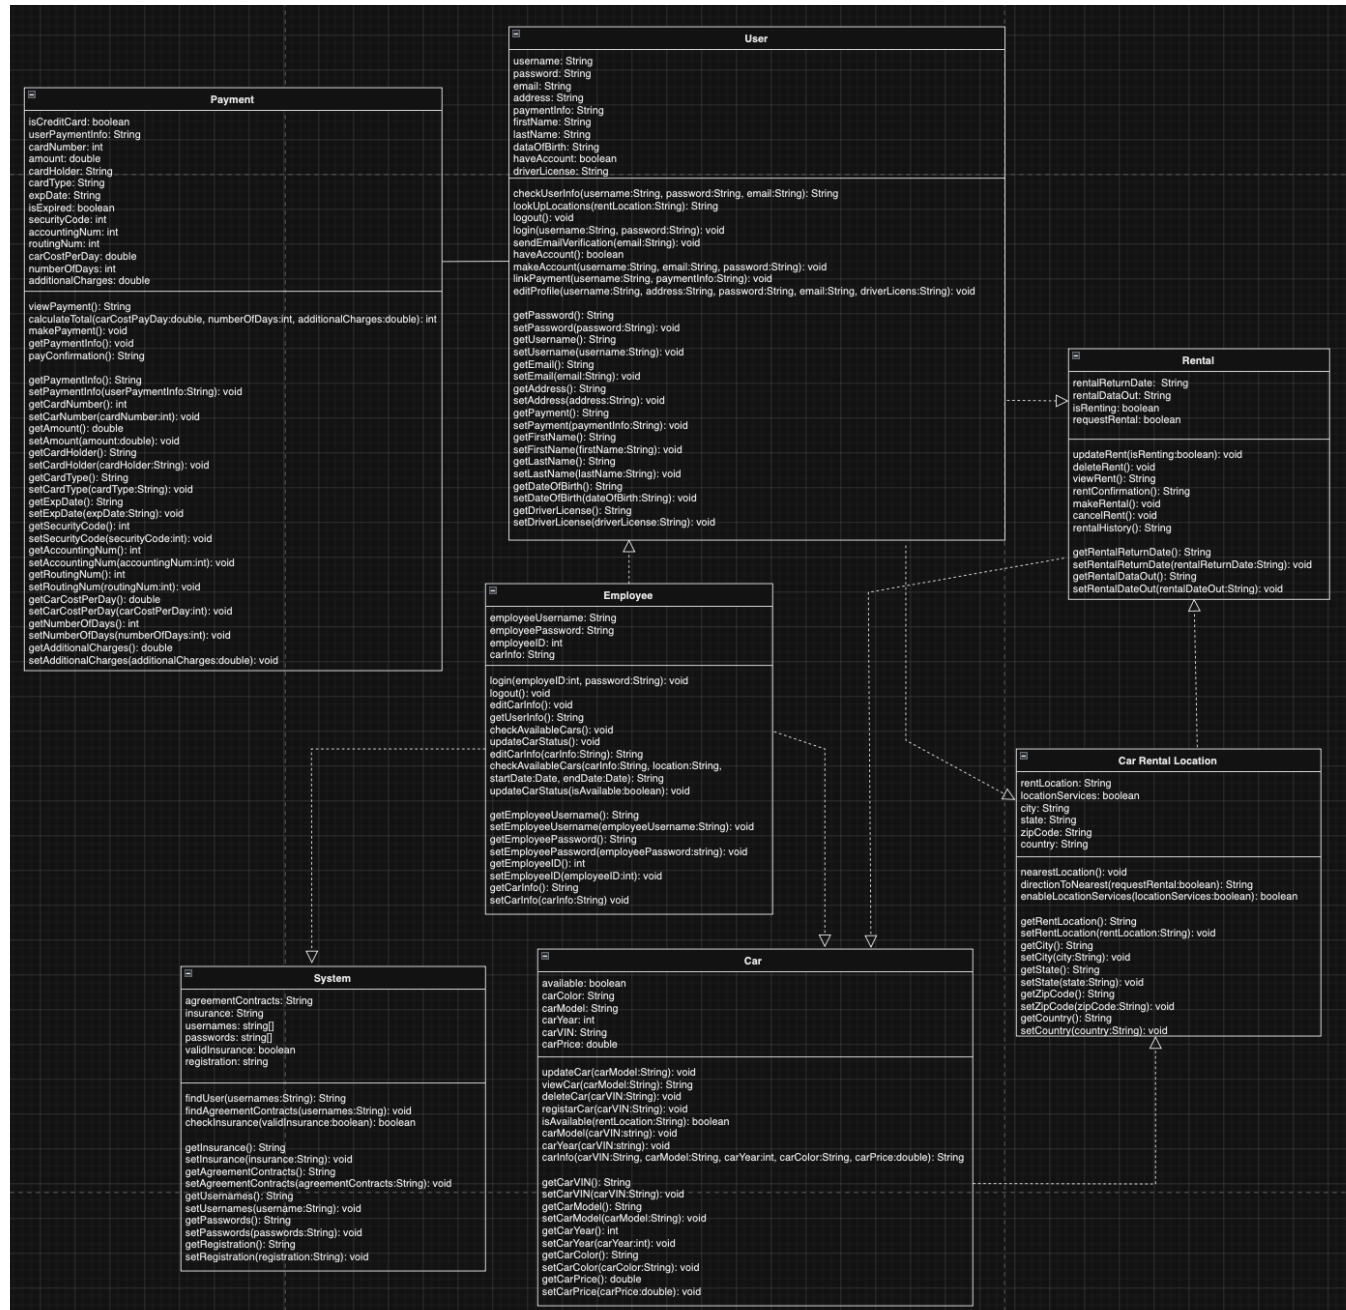 User
username: String
password: String
email: String
address: String
paymentInfo: String
firstName: String
lastName: String
dataOfBirth: String
haveAccount: boolean
driverLicense: String
checkUserInfo(username:String, password:String, email:String): String
lookUpLocations(rentLocation:String): String
logout(): void
login(username:String, password:String): void
sendEmailVerification(email:String): void
haveAccount(): boolean
makeAccount(username:String, email:String, password:String): void
linkPayment(username:String, paymentInfo:String): void
editProfile(username:String, address:String, password:String, email:String, driverLicens:String): void
getPassword(): String
setPassword(password:String): void
getUsername(): String
setUsername(username:String): void
getEmail(): String
setEmail(email:String): void
getAddress(): String
setAddress(address:String): void
getPayment(): String
setPayment(paymentInfo:String): void
getFirstName(): String
setFirstName(firstName:String): void
getLastName(): String
setLastName(lastName:String): void
getDateOfBirth(): String
setDateOfBirth(dateOfBirth:String): void
getDriverLicense(): String
setDriverLicense(driverLicense:String): void
Payment
isCreditCard: boolean
userPaymentInfo: String
cardNumber: int
amount: double
cardHolder: String
cardType: String
expDate: String
isExpired: boolean
securityCode: int
accountingNum: int
routingNum: int
carCostPerDay: double
numberOfDays: int
additionalCharges: double
viewPayment(): String
calculateTotal(carCostPayDay:double, numberOfDays:int, additionalCharges:double): int
makePayment(): void
getPaymentInfo(): void
payConfirmation(): String
getPaymentInfo(): String
setPaymentInfo(userPaymentInfo:String): void
getCardNumber(): int
setCarNumber(cardNumber:int): void
getAmount(): double
setAmount(amount:double): void
getCardHolder(): String
setCardHolder(cardHolder:String): void
getCardType(): String
setCardType(cardType:String): void
getExpDate(): String
setExpDate(expDate:String): void
getSecurityCode(): int
setSecurityCode(securityCode:int): void
getAccountingNum(): int
setAccountingNum(accountingNum:int): void
getRoutingNum(): int
setRoutingNum(routingNum:int): void
getCarCostPerDay(): double
setCarCostPerDay(carCostPerDay:int): void
getNumberOfDays(): int
setNumberOfDays(numberOfDays:int): void
getAdditionalCharges(): double
setAdditionalCharges(additionalCharges:double): void
Rental
rentalReturnDate: String
rentalDataOut: String
isRenting: boolean
requestRental: boolean
updateRent(isRenting:boolean): void
deleteRent(): void
viewRent(): String
rentConfirmation(): String
makeRental(): void
cancelRent(): void
rentalHistory(): String
getRentalReturnDate(): String
setRentalReturnDate(rentalReturnDate:String): void
getRentalDataOut(): String
setRentalDateOut(rentalDateOut:String): void
Employee
employeeUsername: String
employeePassword: String
employeeID: int
carInfo: String
login(employeID:int, password:String): void
logout(): void
editCarInfo(): void
getUserInfo(): String
checkAvailableCars(): void
updateCarStatus(): void
editCarInfo(carInfo:String): String
checkAvailableCars(carInfo:String, location:String,
startDate:Date, endDate:Date): String
updateCarStatus(isAvailable:boolean): void
getEmployeeUsername(): String
setEmployeeUsername(employeeUsername:String): void
getEmployeePassword(): String
setEmployeePassword(employeePassword:string): void
getEmployeeID(): int
setEmployeeID(employeeID:int): void
getCarInfo(): String
setCarInfo(carInfo:String) void
Car Rental Location
rentLocation: String
locationServices: boolean
city: String
state: String
zipCode: String
country: String
nearestLocation(): void
directionToNearest(requestRental:boolean): String
enableLocationServices(locationServices:boolean): boolean
getRentLocation(): String
setRentLocation(rentLocation:String): void
getCity(): String
setCity(city:String): void
getState(): String
setState(state:String): void
getZipCode(): String
setZipCode(zipCode:String): void
getCountry(): String
setCountry(country:String): void
System
agreementContracts: String
insurance: String
usernames: string[]
passwords: string[]
validInsurance: boolean
registration: string
findUser(usernames:String): String
findAgreementContracts(usernames:String): void
checkInsurance(validInsurance:boolean): boolean
getInsurance(): String
setInsurance(insurance:String): void
getAgreementContracts(): String
setAgreementContracts(agreementContracts:String): void
getUsernames(): String
setUsernames(username:String): void
getPasswords(): String
setPasswords(passwords:String): void
getRegistration(): String
setRegistration(registration:String): void
Car
available: boolean
carColor: String
carModel: String
carYear: int
carVIN: String
carPrice: double
updateCar(carModel:String): void
viewCar(carModel:String): String
deleteCar(carVIN:String): void
registarCar(carVIN:String): void
isAvailable(rentLocation:String): boolean
carModel(carVIN:string): void
carYear(carVIN:string): void
carInfo(carVIN:String, carModel:String, carYear:int, carColor:String, carPrice:double): String
getCarVIN(): String
setCarVIN(carVIN:String): void
getCarModel(): String
setCarModel(carModel:String): void
getCarYear(): int
setCarYear(carYear:int): void
getCarColor(): String
setCarColor(carColor:String): void
getCarPrice(): double
setCarPrice(carPrice:double): void